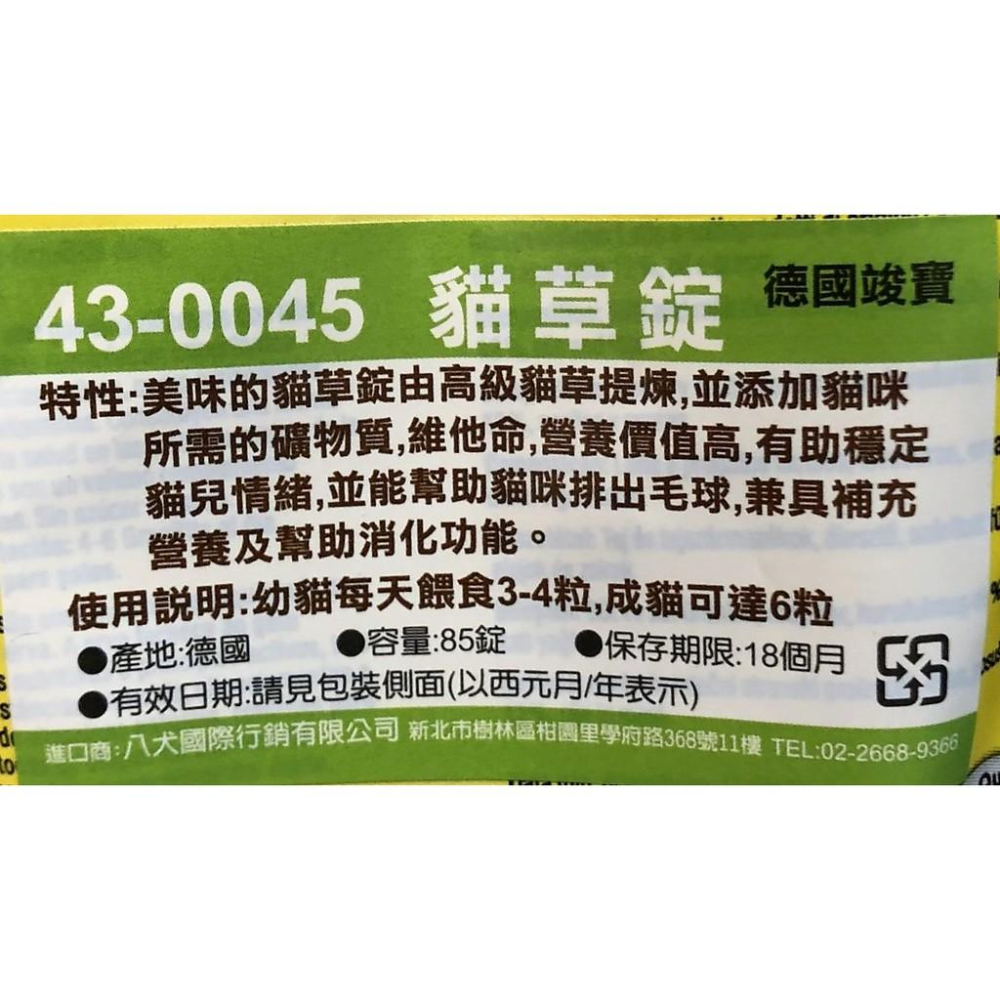 43-0045 貓草錠 德國竣寶
特性:美味的貓草錠由高級貓草提煉,並添加貓咪
所需的礦物質,維他命,營養價值高,有助穩定
貓兒情緒,並能幫助貓咪排出毛球,兼具補充
營養及幫助消化功能。
使用說明:幼貓每天餵食3-4粒,成貓可達6粒
●產地:德國 ●容量:85錠 ●保存期限:18個月
●有效日期:請見包裝側面(以西元月/年表示)
進口商:八犬國際行銷有限公司 新北市樹林區柑園里學府路368號11樓 TEL:02-2668-9366